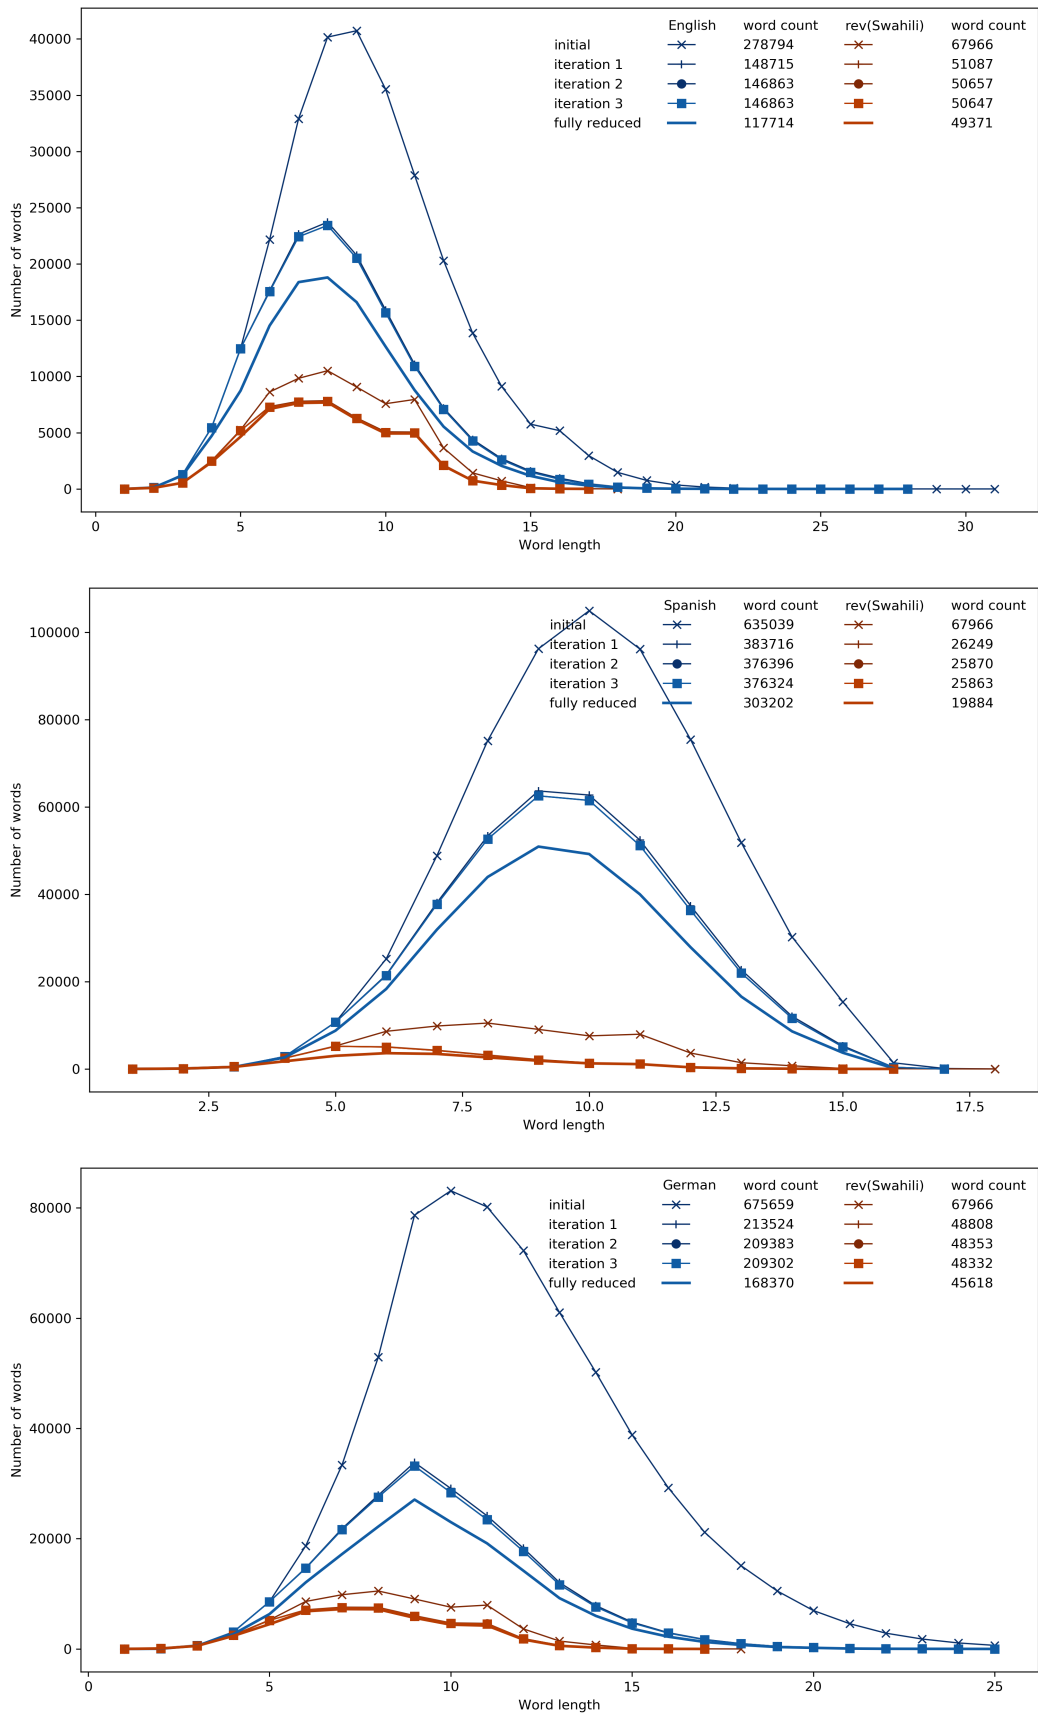 English word count rev(Swahili) word count
initial 278794 67966
iteration 1 148715 51087
iteration 2 146863 50657
iteration 3 146863 50647
fully reduced 117714 49371
40000
35000
30000
25000
20000
15000
10000
5000
0
Number of words
0 5 10 15 20 25 30
Word length
Spanish word count rev(Swahili) word count
initial 635039 67966
iteration 1 383716 26249
iteration 2 376396 25870
iteration 3 376324 25863
fully reduced 303202 19884
100000
80000
60000
40000
20000
0
Number of words
2.5 5.0 7.5 10.0 12.5 15.0 17.5
Word length
German word count rev(Swahili) word count
initial 675659 67966
iteration 1 213524 48808
iteration 2 209383 48353
iteration 3 209302 48332
fully reduced 168370 45618
80000
60000
40000
20000
0
Number of words
0 5 10 15 20 25
Word length